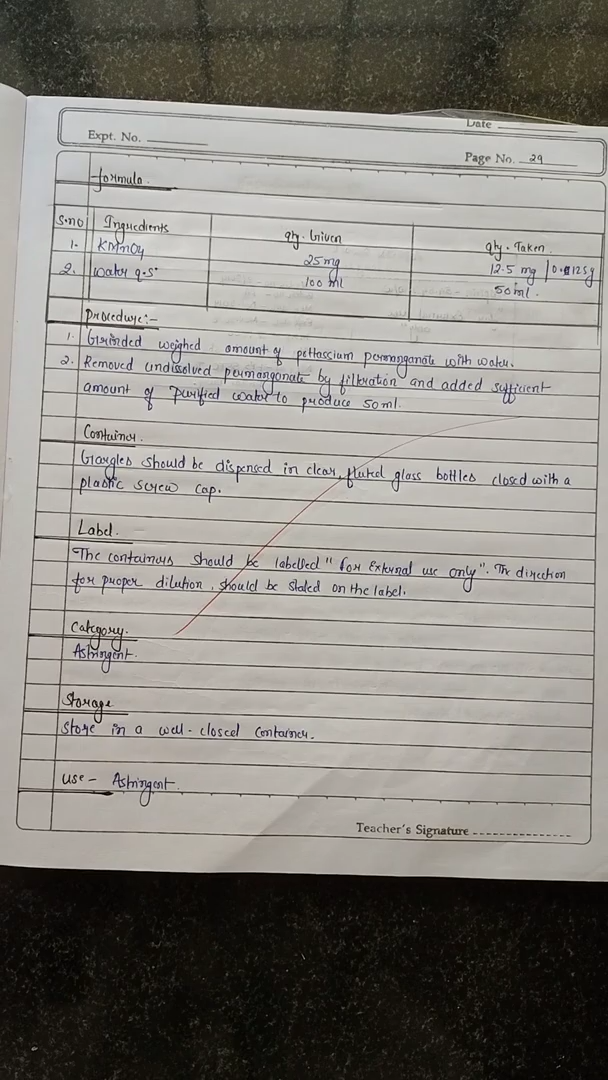 Date
Expt. No.
Page No. 29
formula.
S.no Ingredients qty. Given qty. Taken
1. KMnO4 25mg 12.5 mg / 0.0125g
2. water q.s. 100 ml 50ml.
procedure:-
1. Grinded weighed amount of pottassium permanganate with water.
2. Removed undissolved permanganate by filtration and added sufficient
amount of purified water to produce 50ml.
Container.
Gargles should be dispensed in clear, fluted glass bottles closed with a
plastic screw cap.
Label.
The containers should be labelled "for External use only". The direction
for proper dilution, should be stated on the label.
Category.
Astringent.
Storage
store in a well-closed container.
use - Astringent.
Teacher's Signature